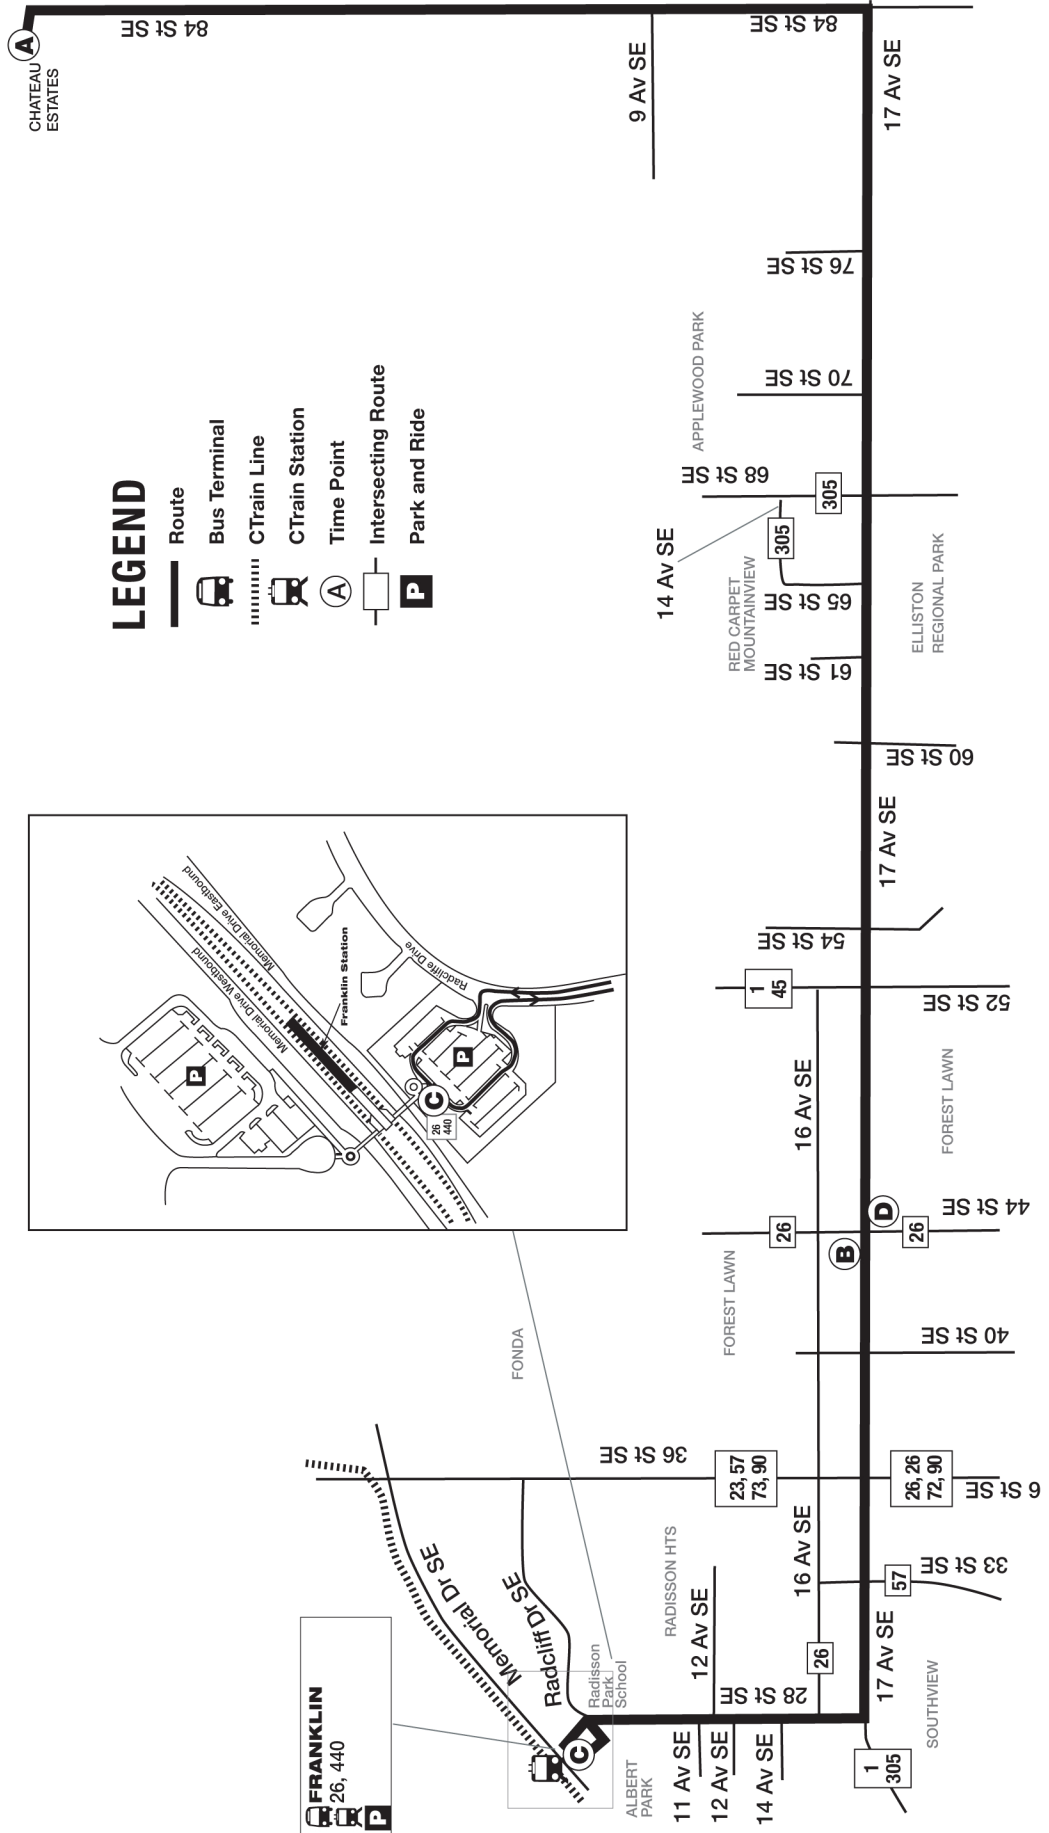 FRANKLIN
26, 440
P
LEGEND
Route
Bus Terminal
CTrain Line
CTrain Station
A
Time Point
Intersecting Route
P
Park and Ride
A
CHATEAU
ESTATES
84 St SE
9 Av SE
84 St SE
17 Av SE
76 St SE
APPLEWOOD PARK
70 St SE
68 St SE
305
14 Av SE
305
RED CARPET
MOUNTAINVIEW
65 St SE
ELLISTON
REGIONAL PARK
61 St SE
60 St SE
17 Av SE
54 St SE
1
45
52 St SE
16 Av SE
FOREST LAWN
44 St SE
D
26
26
B
FOREST LAWN
40 St SE
FONDA
36 St SE
23, 57
73, 90
26, 26
72, 90
6 St SE
Memorial Dr SE
Radcliff Dr SE
RADISSON HTS
12 Av SE
16 Av SE
33 St SE
57
26
17 Av SE
28 St SE
Radisson
Park
School
C
ALBERT
PARK
11 Av SE
12 Av SE
14 Av SE
SOUTHVIEW
1
305
Memorial Drive Eastbound
Memorial Drive Westbound
Memorial Drive
Franklin Station
Radcliffe Drive
P
P
C
26
440